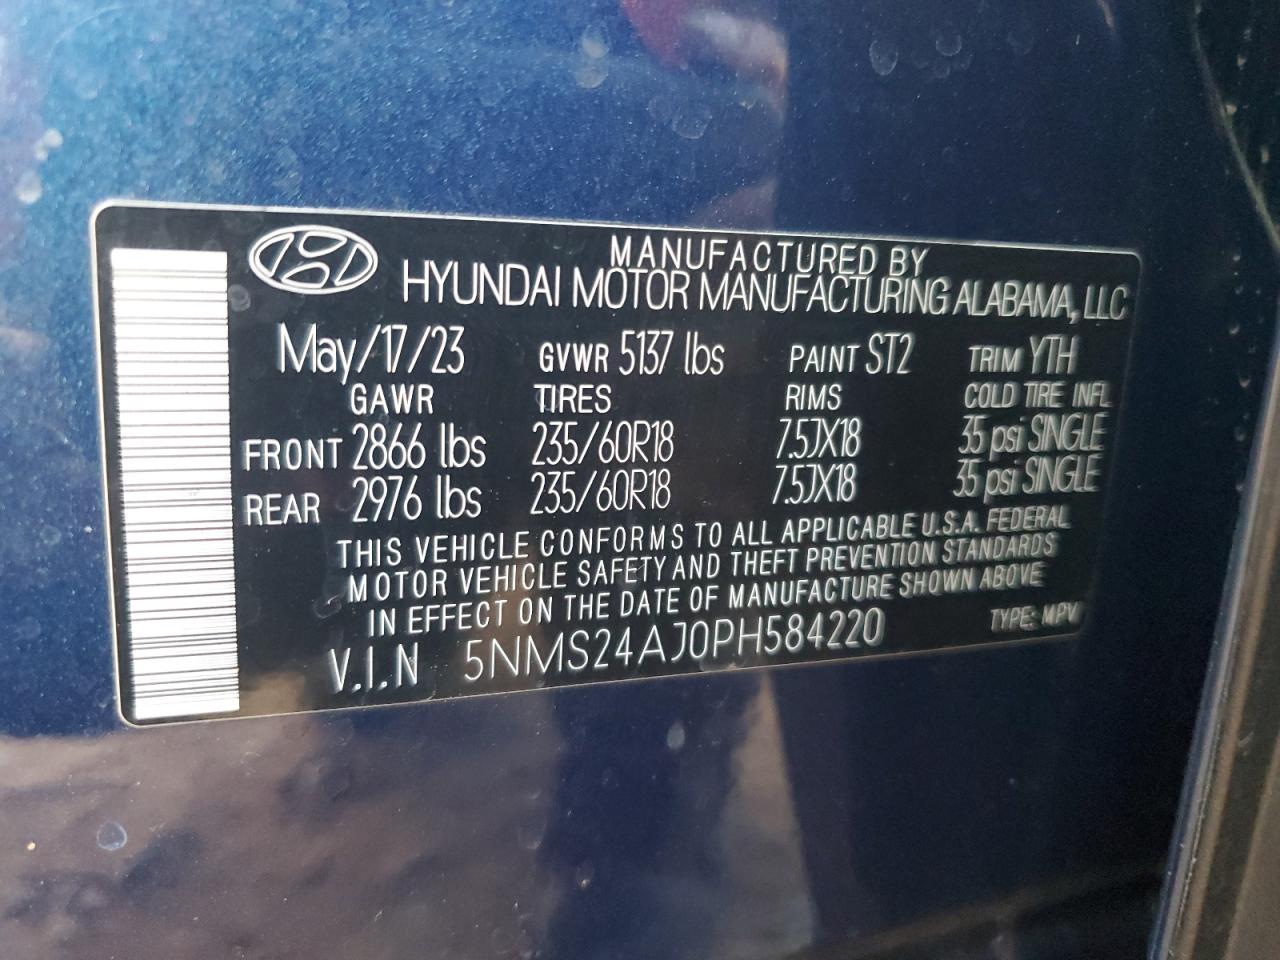 MANUFACTURED BY
HYUNDAI MOTOR MANUFACTURING ALABAMA, LLC
May/17/23 GVWR 5137 lbs PAINT ST2 TRIM YTH
GAWR TIRES RIMS COLD TIRE INFL
FRONT 2866 lbs 235/60R18 7.5JX18 35 psi SINGLE
REAR 2976 lbs 235/60R18 7.5JX18 35 psi SINGLE
THIS VEHICLE CONFORMS TO ALL APPLICABLE U.S.A. FEDERAL
MOTOR VEHICLE SAFETY AND THEFT PREVENTION STANDARDS
IN EFFECT ON THE DATE OF MANUFACTURE SHOWN ABOVE
V.I.N 5NMS24AJ0PH584220 TYPE: MPV